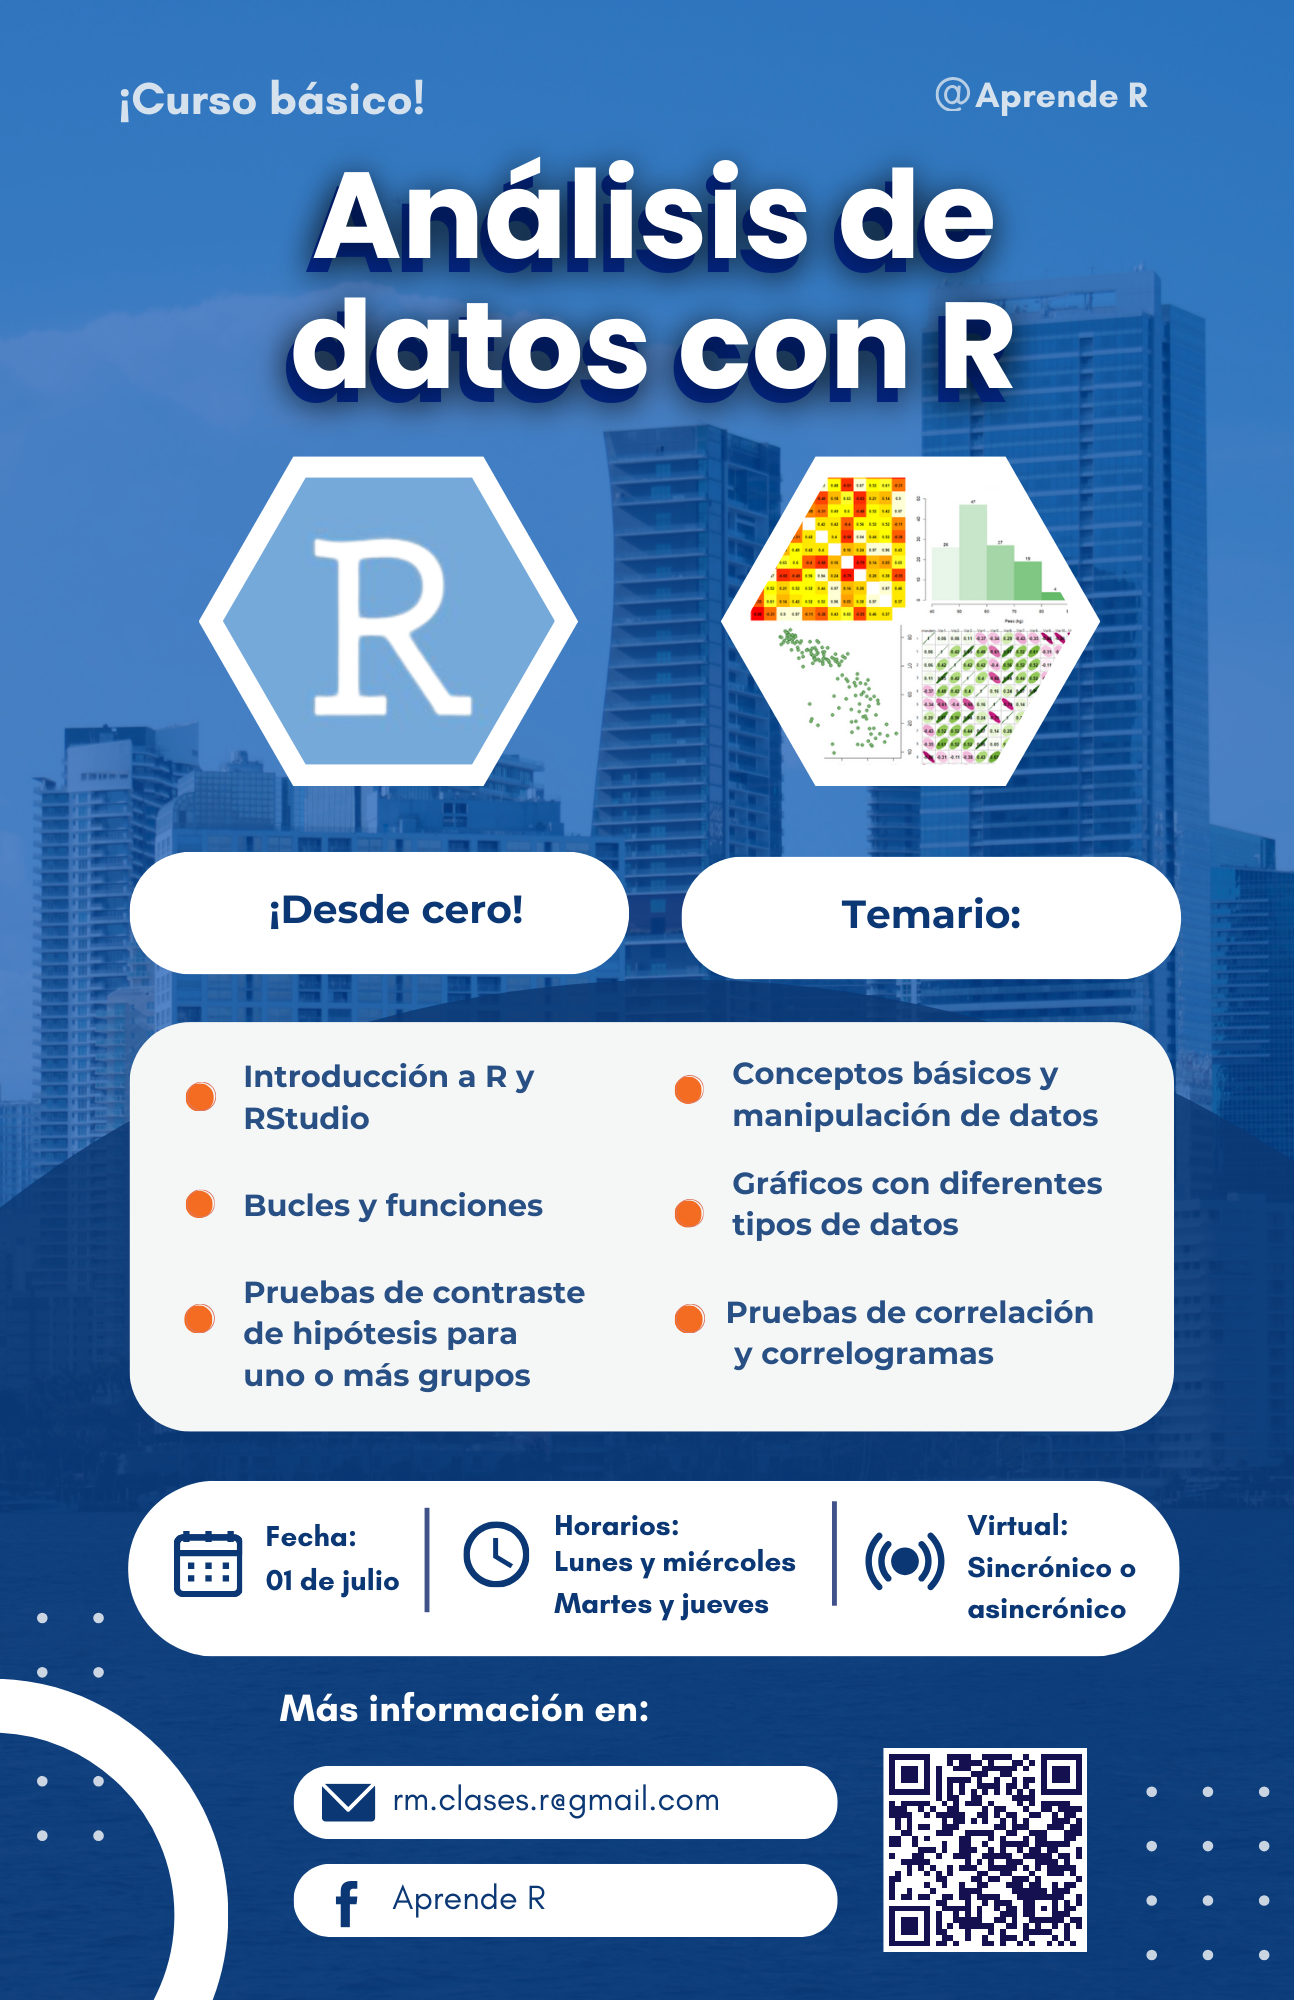 ¡Curso básico!
@Aprende R
Análisis de
datos con R
R
¡Desde cero!
Temario:
Introducción a R y
RStudio
Bucles y funciones
Pruebas de contraste
de hipótesis para
uno o más grupos
Conceptos básicos y
manipulación de datos
Gráficos con diferentes
tipos de datos
Pruebas de correlación
y correlogramas
Fecha:
01 de julio
Horarios:
Lunes y miércoles
Martes y jueves
Virtual:
Sincrónico o
asincrónico
Más información en:
rm.clases.r@gmail.com
Aprende R